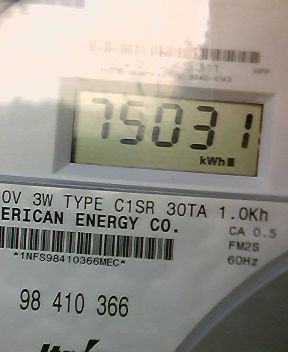 75031
kWh
0V 3W TYPE C1SR 30TA 1.0Kh
ERICAN ENERGY CO.
CA 0.5
FM2S
60Hz
*1NFS98410366MEC*
98 410 366